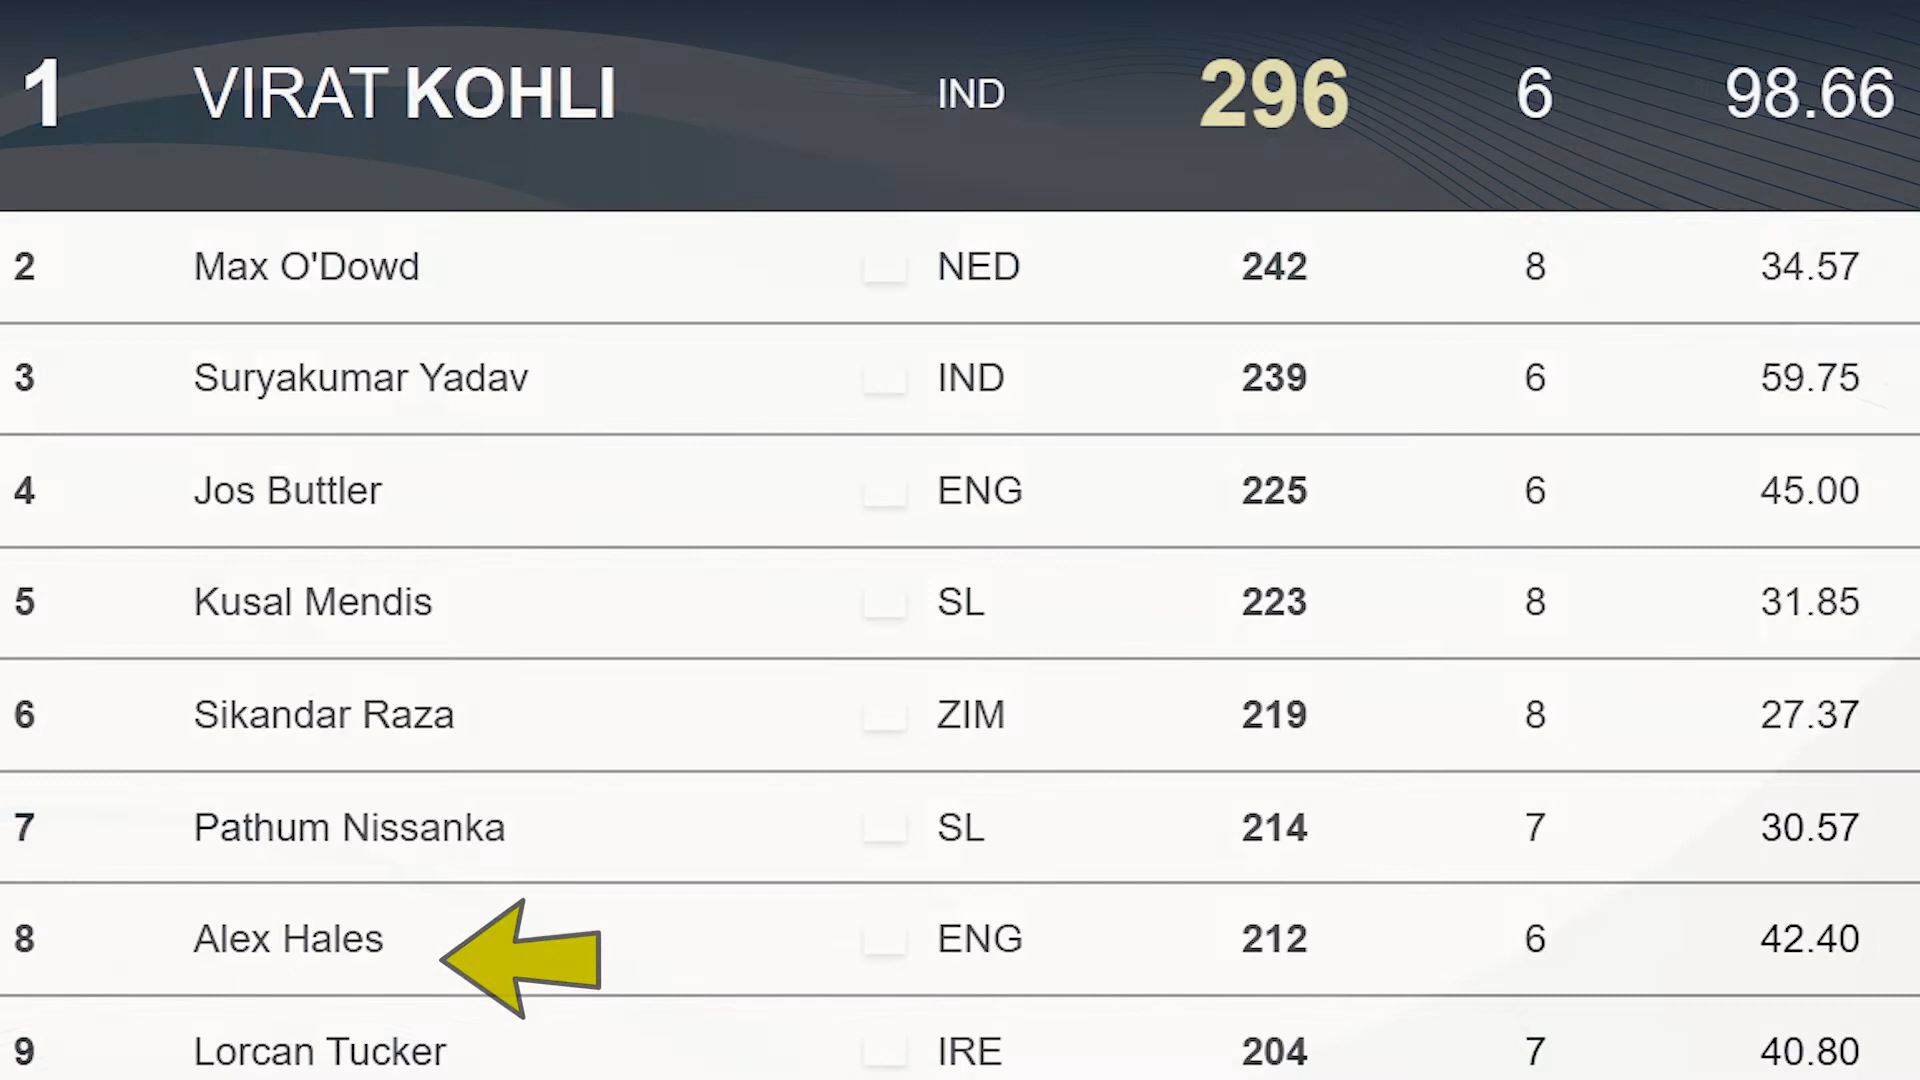 1 VIRAT KOHLI IND 296 6 98.66
2 Max O'Dowd NED 242 8 34.57
3 Suryakumar Yadav IND 239 6 59.75
4 Jos Buttler ENG 225 6 45.00
5 Kusal Mendis SL 223 8 31.85
6 Sikandar Raza ZIM 219 8 27.37
7 Pathum Nissanka SL 214 7 30.57
8 Alex Hales ENG 212 6 42.40
9 Lorcan Tucker IRE 204 7 40.80